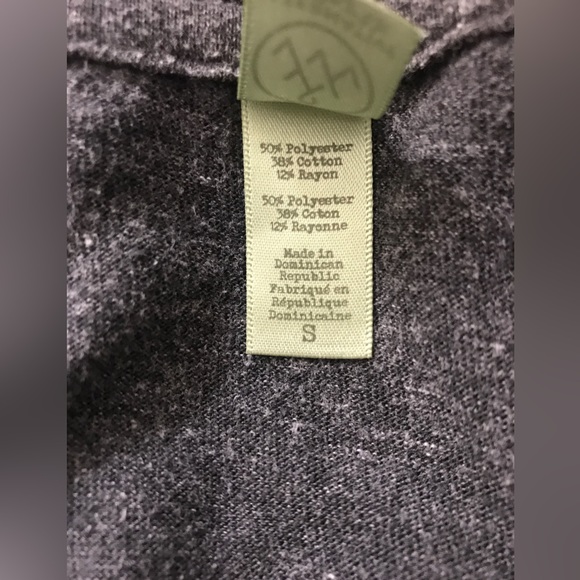 50% Polyester
38% Cotton
12% Rayon
50% Polyester
38% Coton
12% Rayonne
Made in
Dominican
Republic
Fabriqué en
République
Dominicaine
S